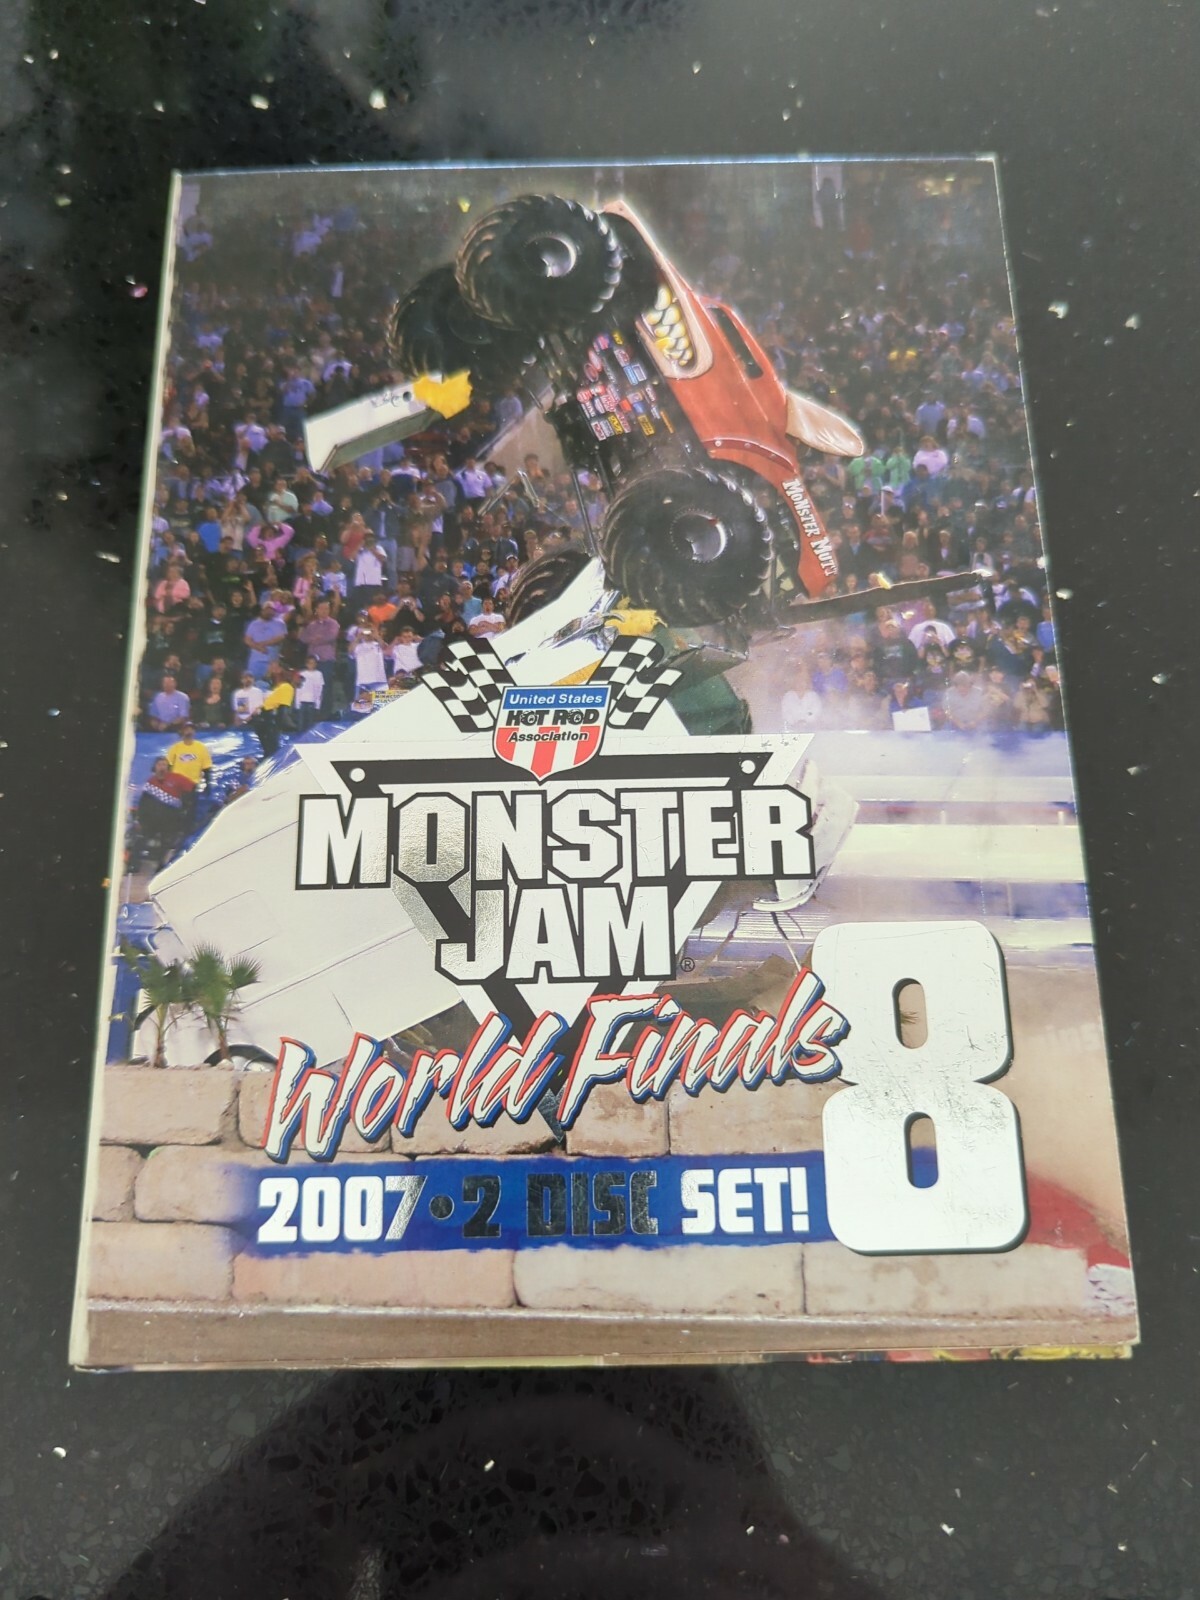 MONSTER MUTT
United States
HOT ROD
Association
MONSTER
JAM®
World Finals 8
2007 • 2 DISC SET!